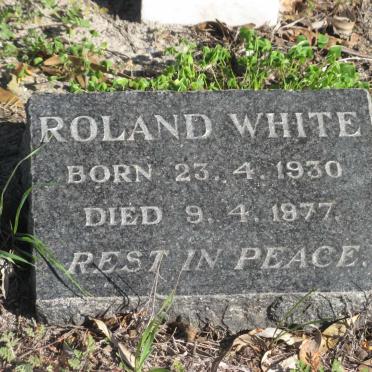 ROLAND WHITE
BORN 23. 4. 1930
DIED 9. 4. 1977.
REST IN PEACE.